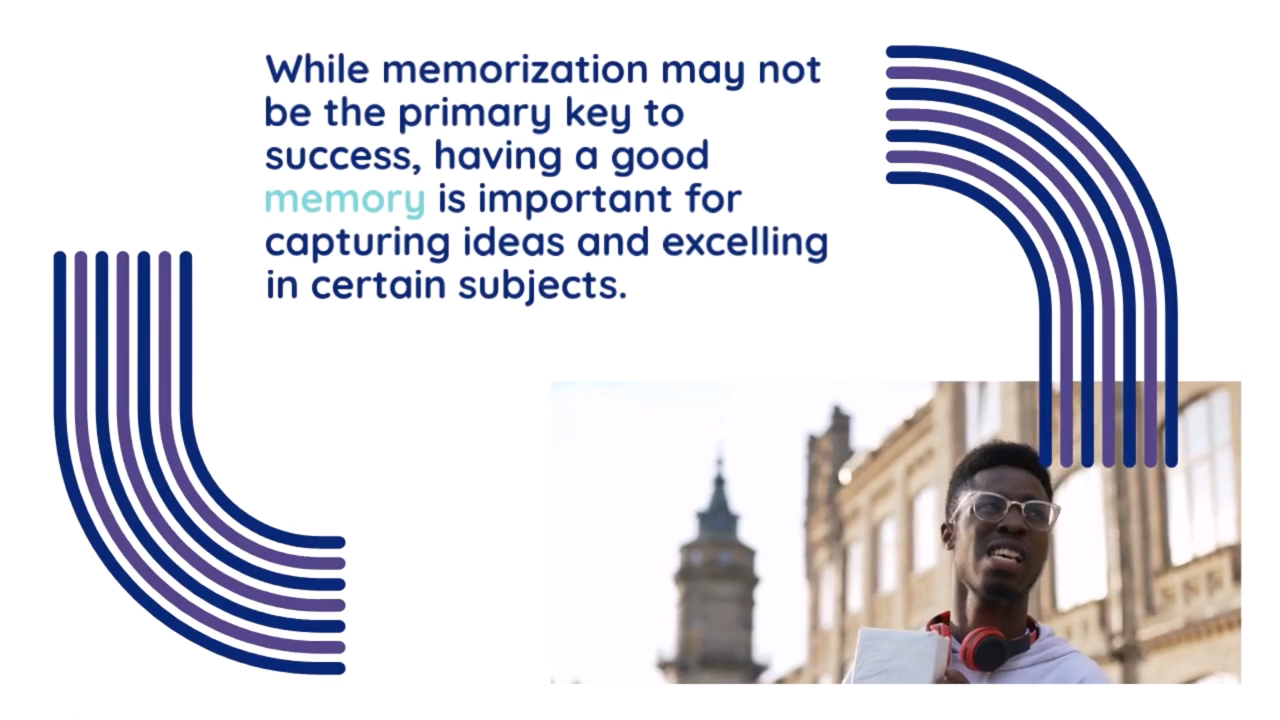 While memorization may not
be the primary key to
success, having a good
memory is important for
capturing ideas and excelling
in certain subjects.